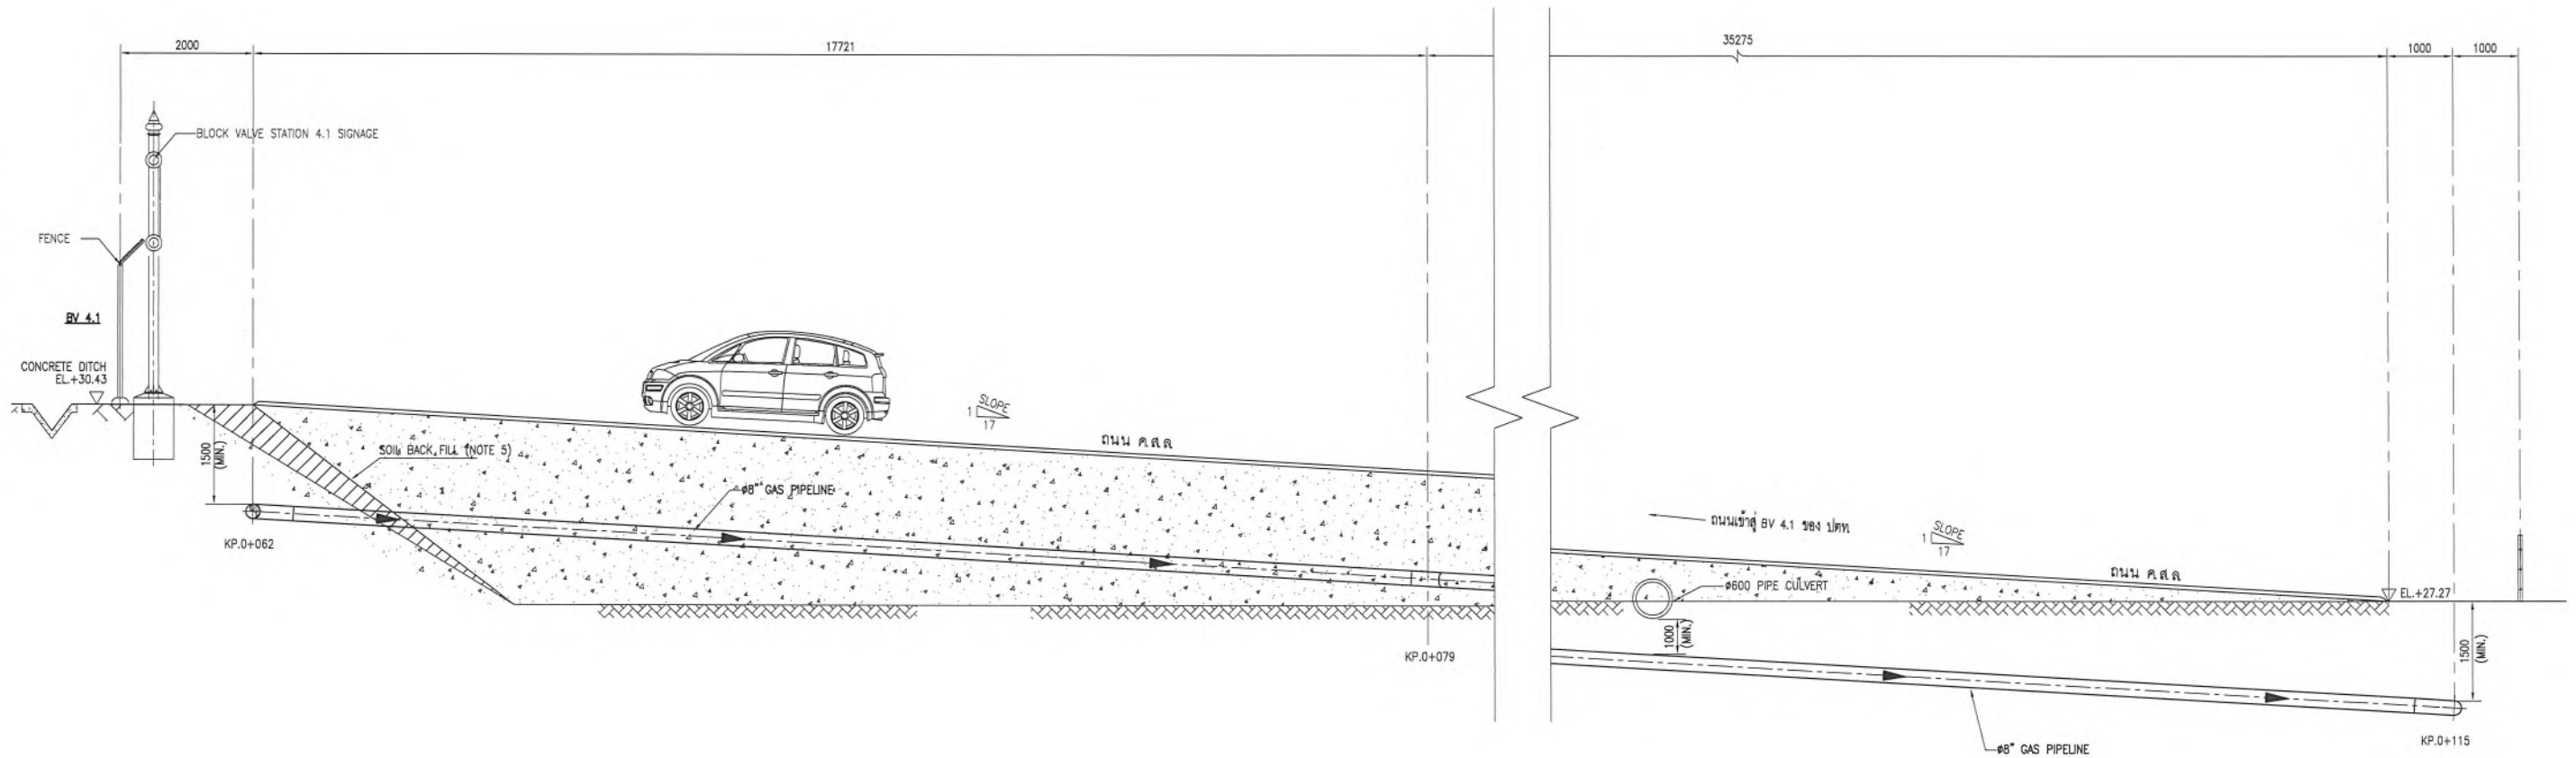 2000
17721
35275
1000
1000
BLOCK VALVE STATION 4.1 SIGNAGE
FENCE
BV 4.1
CONCRETE DITCH
EL.+30.43
1500
(MIN.)
SOIL BACK FILL (NOTE 5)
SLOPE
1
17
ถนน ค.ส.ล
ø8" GAS PIPELINE
KP.0+062
KP.0+079
ถนนเข้าสู่ BV 4.1 ของ ปตท
SLOPE
1
17
ถนน ค.ส.ล
ø600 PIPE CULVERT
EL.+27.27
1000
(MIN.)
1500
(MIN.)
ø8" GAS PIPELINE
KP.0+115